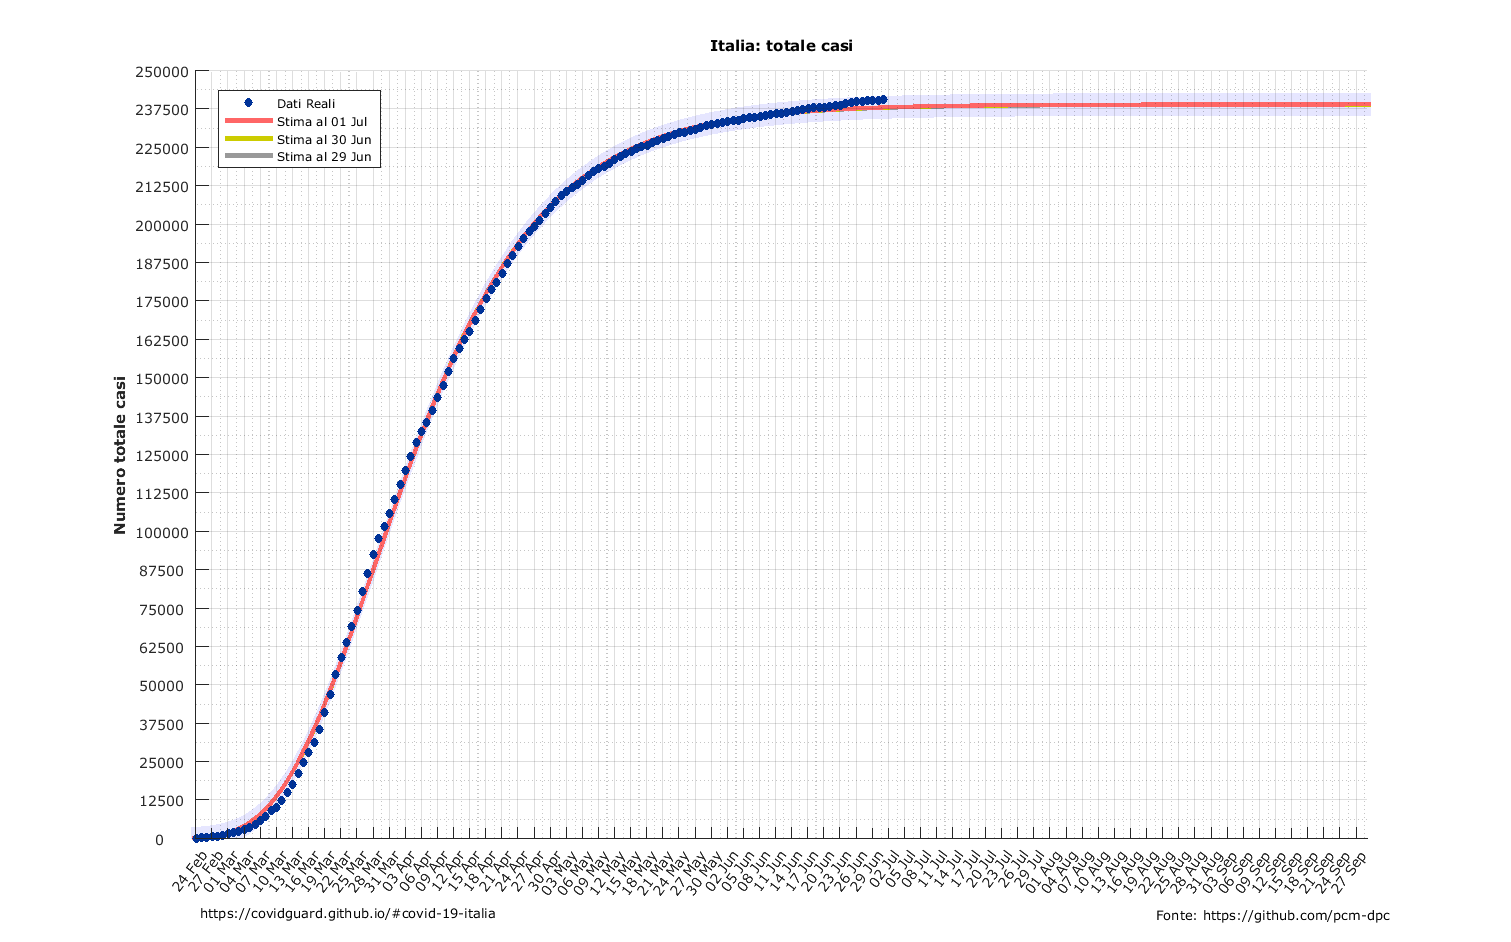 Italia: totale casi
Dati Reali
Stima al 01 Jul
Stima al 30 Jun
Stima al 29 Jun
Numero totale casi
250000
237500
225000
212500
200000
187500
175000
162500
150000
137500
125000
112500
100000
87500
75000
62500
50000
37500
25000
12500
0
24 Feb
27 Feb
01 Mar
04 Mar
07 Mar
10 Mar
13 Mar
16 Mar
19 Mar
22 Mar
25 Mar
28 Mar
31 Mar
03 Apr
06 Apr
09 Apr
12 Apr
15 Apr
18 Apr
21 Apr
24 Apr
27 Apr
30 Apr
03 May
06 May
09 May
12 May
15 May
18 May
21 May
24 May
27 May
30 May
02 Jun
05 Jun
08 Jun
11 Jun
14 Jun
17 Jun
20 Jun
23 Jun
26 Jun
29 Jun
02 Jul
05 Jul
08 Jul
11 Jul
14 Jul
17 Jul
20 Jul
23 Jul
26 Jul
29 Jul
01 Aug
04 Aug
07 Aug
10 Aug
13 Aug
16 Aug
19 Aug
22 Aug
25 Aug
28 Aug
31 Aug
03 Sep
06 Sep
09 Sep
12 Sep
15 Sep
18 Sep
21 Sep
24 Sep
27 Sep
https://covidguard.github.io/#covid-19-italia
Fonte: https://github.com/pcm-dpc